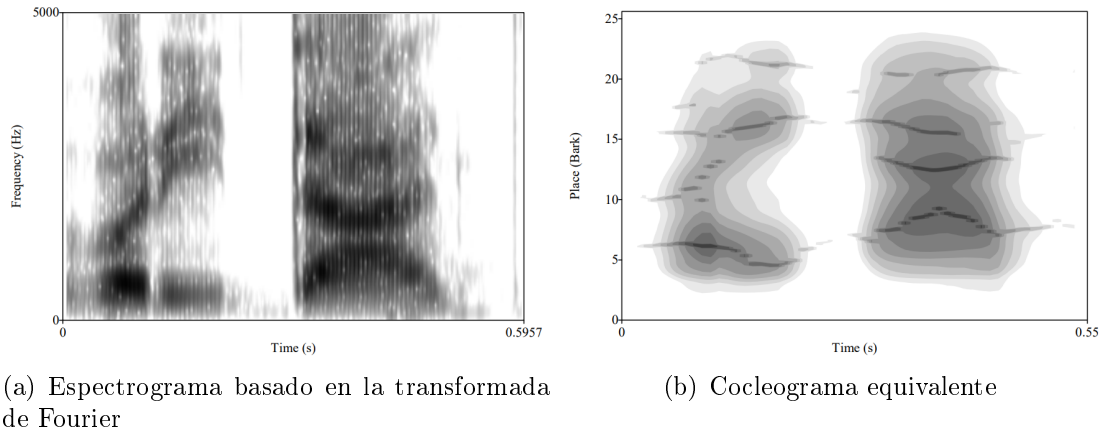 5000
Frequency (Hz)
0
0
0.5957
Time (s)
25
20
15
10
5
0
Place (Bark)
0
0.55
Time (s)
(a) Espectrograma basado en la transformada
de Fourier
(b) Cocleograma equivalente